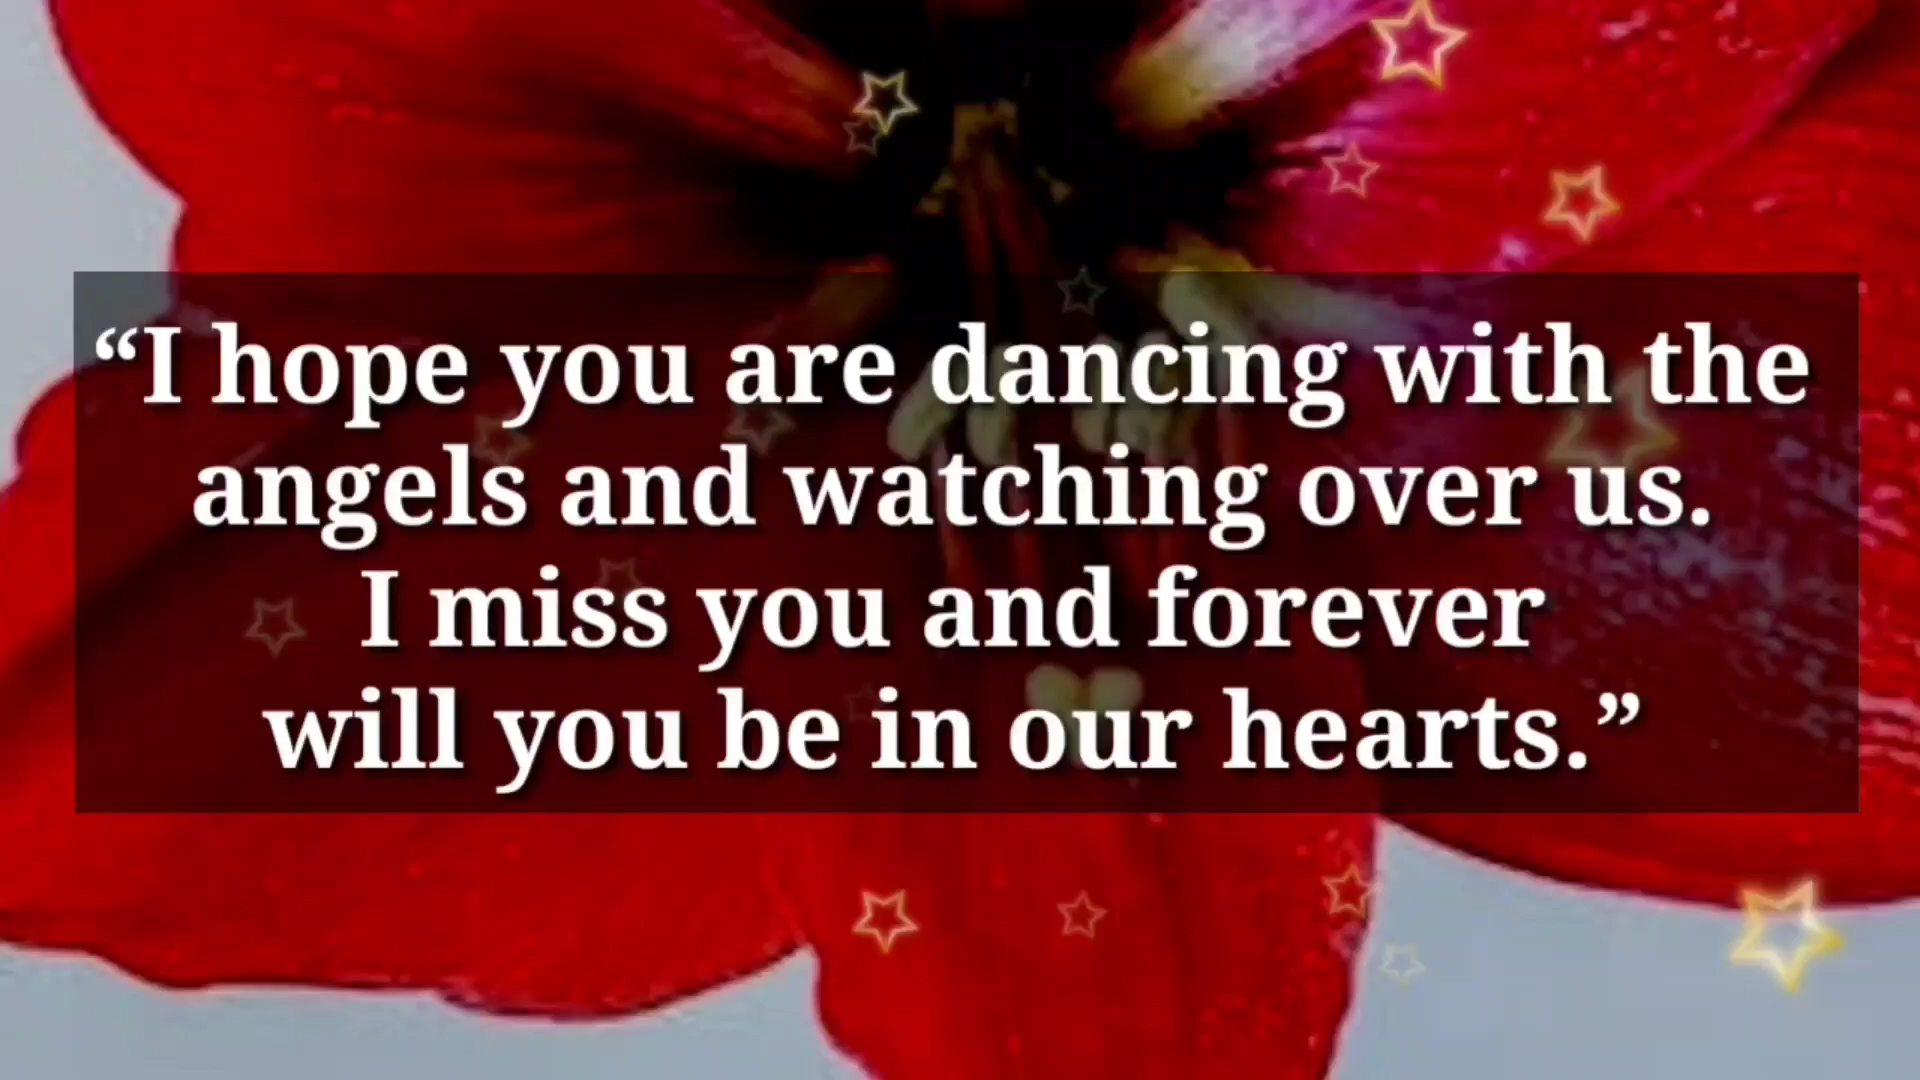 “I hope you are dancing with the
angels and watching over us.
I miss you and forever
will you be in our hearts.”